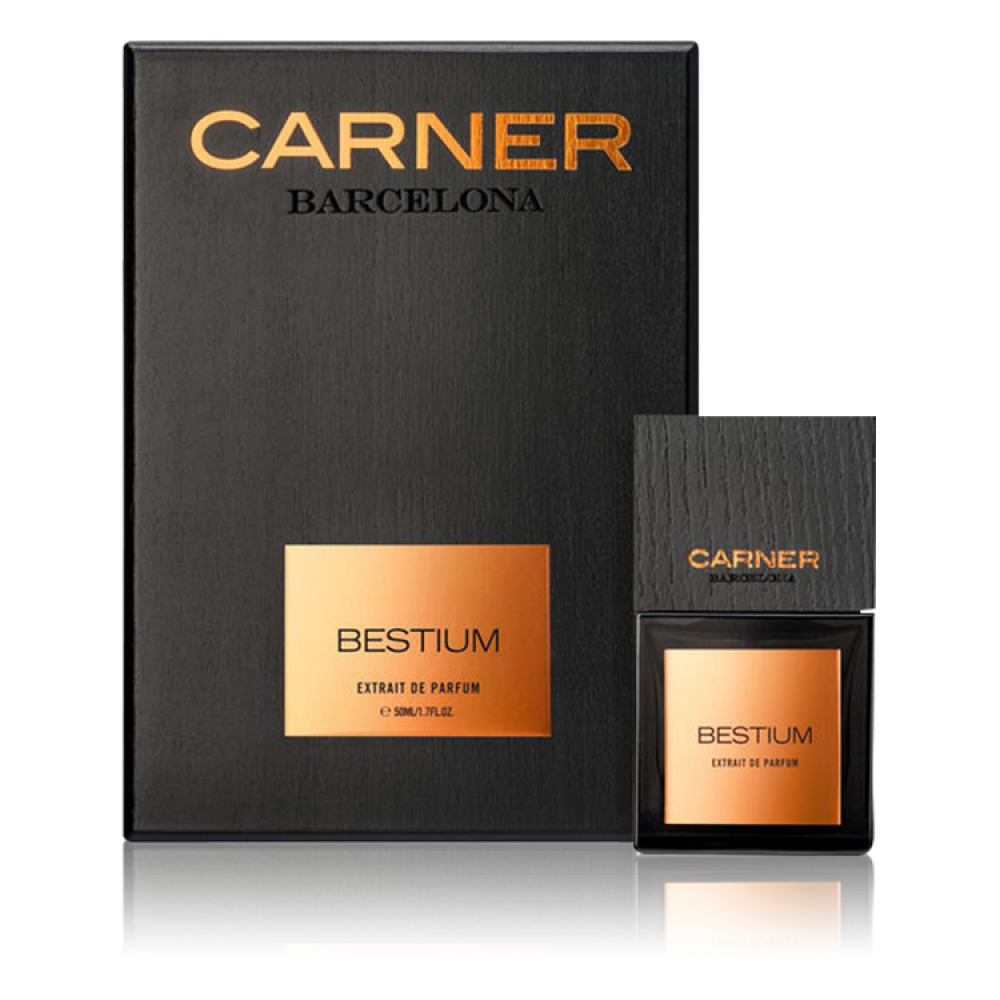 CARNER
BARCELONA
BESTIUM
EXTRAIT DE PARFUM
℮ 50ML/1.7FL.OZ.
CARNER
BARCELONA
BESTIUM
EXTRAIT DE PARFUM